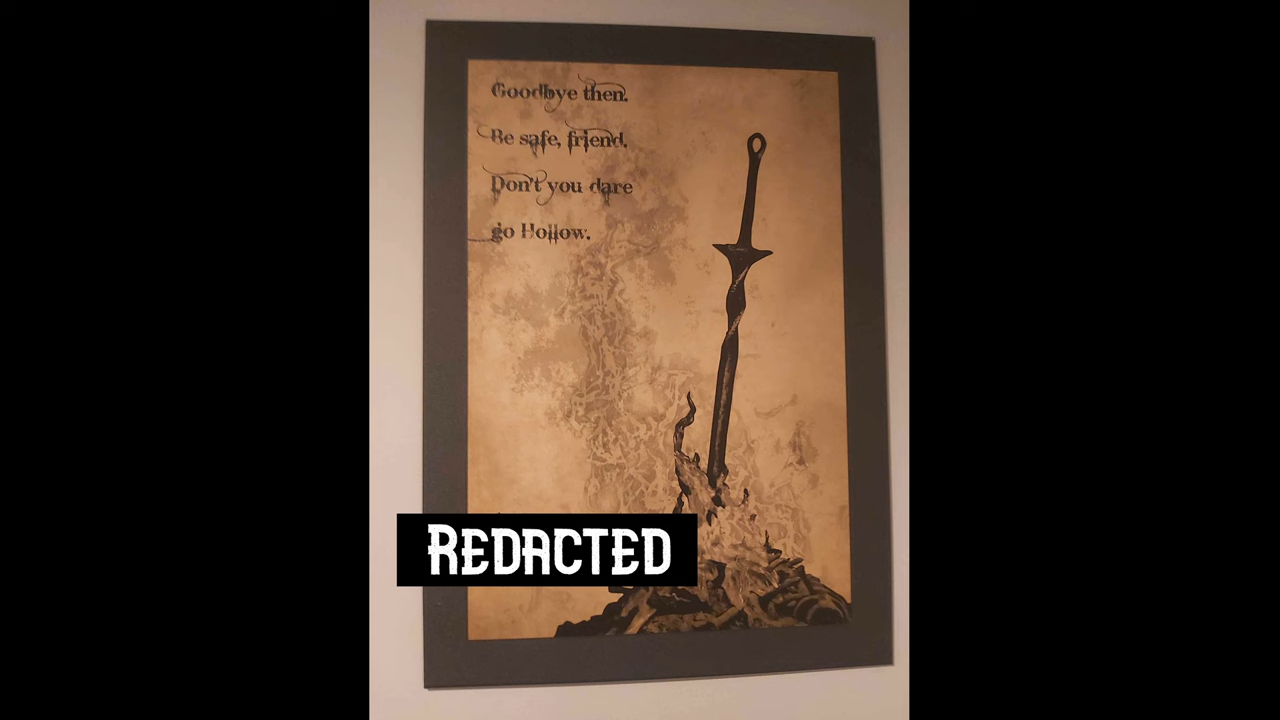 Goodbye then.
Be safe, friend.
Don't you dare
go Hollow.
REDACTED